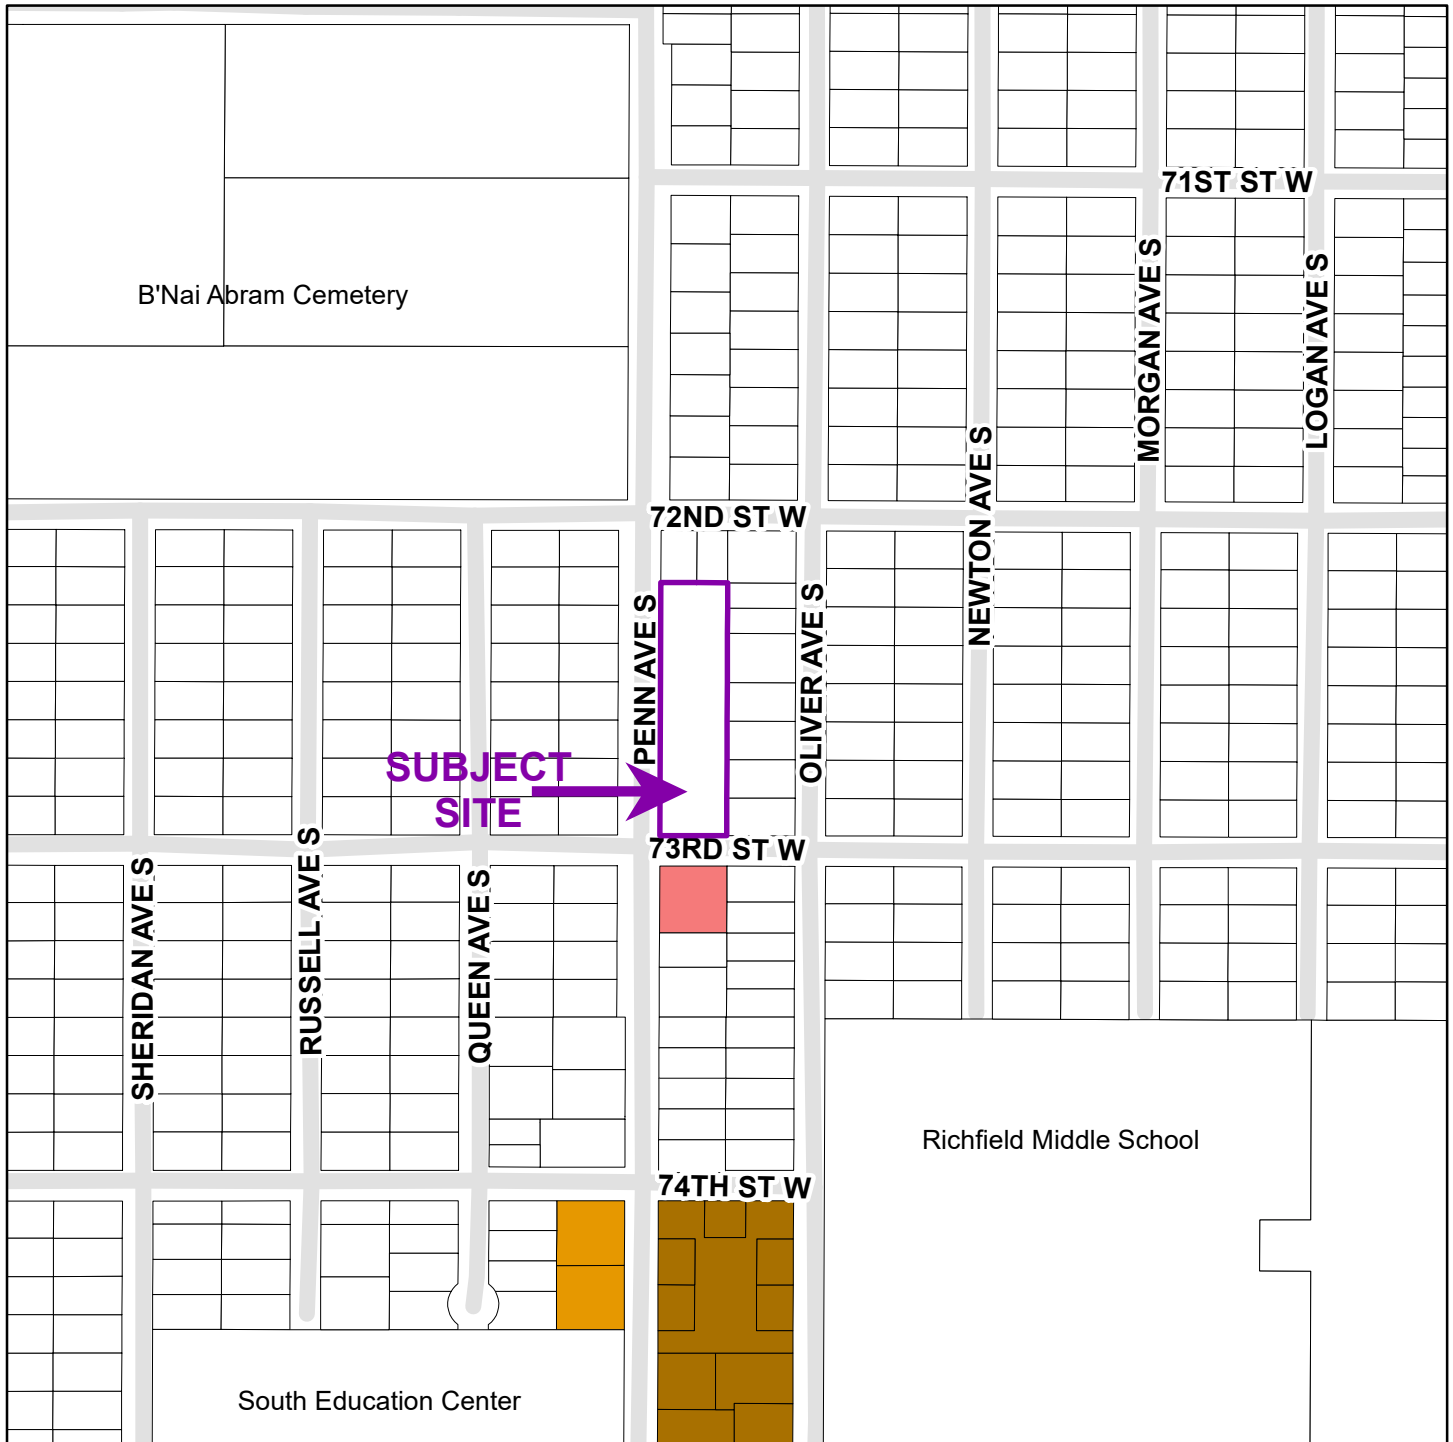 71ST ST W
B'Nai Abram Cemetery
MORGAN AVE S
LOGAN AVE S
NEWTON AVE S
72ND ST W
PENN AVE S
OLIVER AVE S
SUBJECT
SITE
73RD ST W
SHERIDAN AVE S
RUSSELL AVE S
QUEEN AVE S
Richfield Middle School
74TH ST W
South Education Center